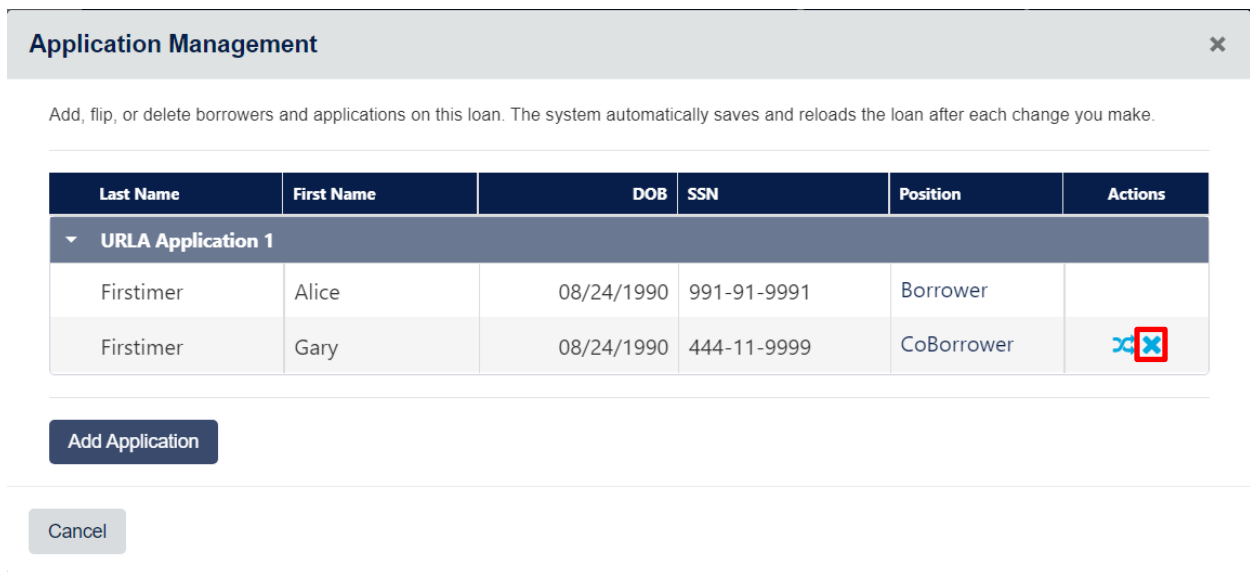 Application Management
Add, flip, or delete borrowers and applications on this loan. The system automatically saves and reloads the loan after each change you make.
Last Name First Name DOB SSN Position Actions
URLA Application 1
Firstimer Alice 08/24/1990 991-91-9991 Borrower
Firstimer Gary 08/24/1990 444-11-9999 CoBorrower
Add Application
Cancel